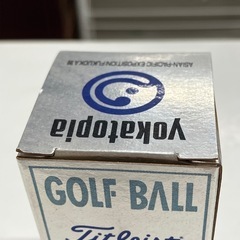 yokatopia
ASIAN-PACIFIC EXPOSITION FUKUOKA '89
GOLF BALL
Titleist